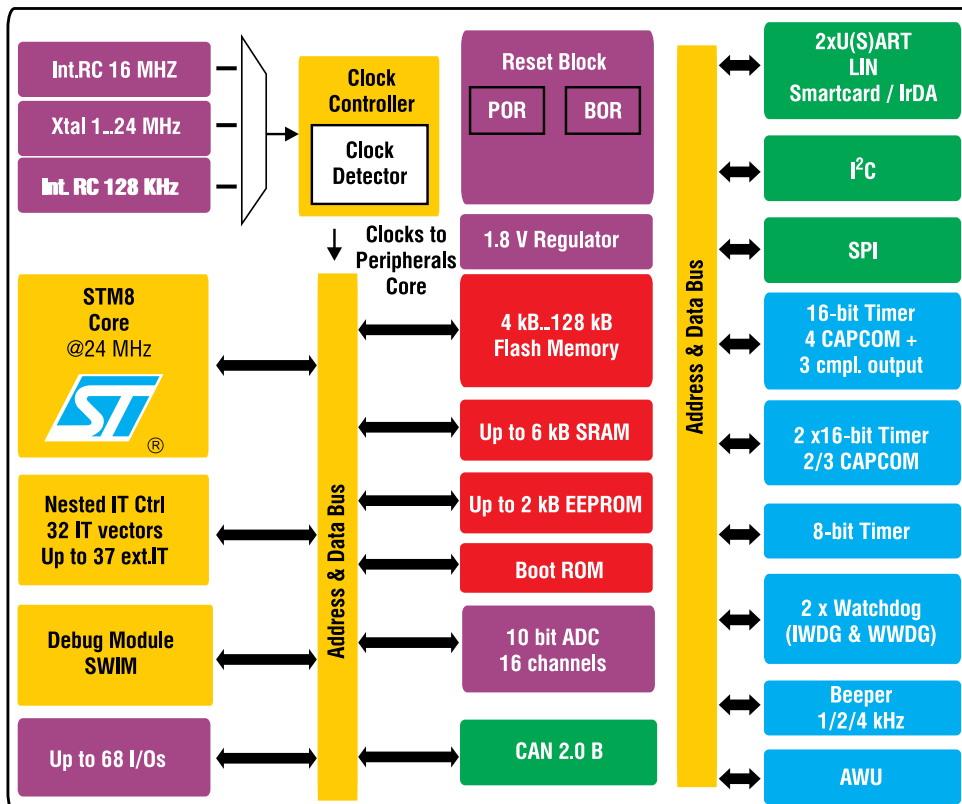 Int.RC 16 MHZ
Xtal 1...24 MHz
Int. RC 128 KHz
Clock
Controller
Clock
Detector
Clocks to
Peripherals
Core
Reset Block
POR
BOR
1.8 V Regulator
STM8
Core
@24 MHz
ST
®
Nested IT Ctrl
32 IT vectors
Up to 37 ext.IT
Debug Module
SWIM
Up to 68 I/Os
Address & Data Bus
4 kB...128 kB
Flash Memory
Up to 6 kB SRAM
Up to 2 kB EEPROM
Boot ROM
10 bit ADC
16 channels
CAN 2.0 B
Address & Data Bus
2xU(S)ART
LIN
Smartcard / IrDA
I²C
SPI
16-bit Timer
4 CAPCOM +
3 cmpl. output
2 x16-bit Timer
2/3 CAPCOM
8-bit Timer
2 x Watchdog
(IWDG & WWDG)
Beeper
1/2/4 kHz
AWU